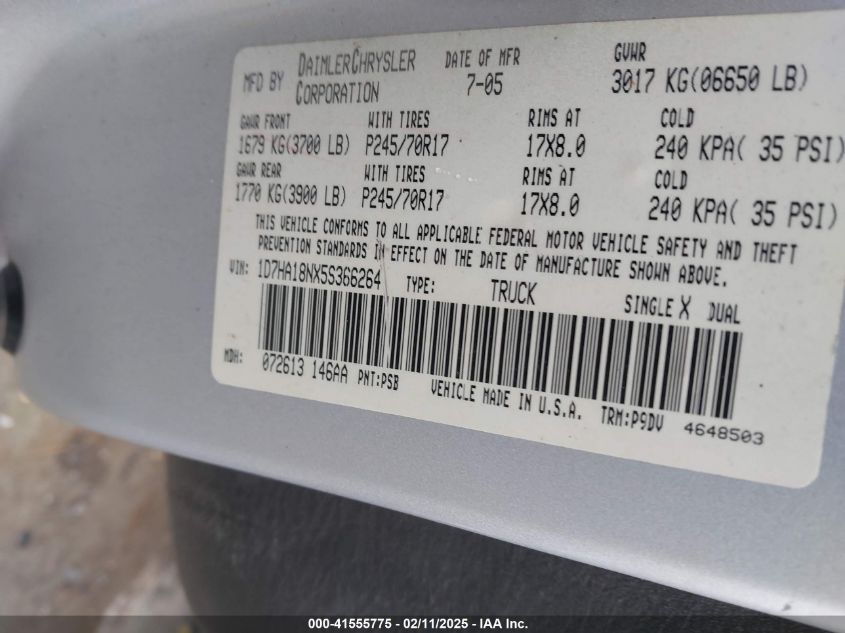 MFD BY DAIMLERCHRYSLER CORPORATION DATE OF MFR 7-05 GVWR 3017 KG(06650 LB)
GAWR FRONT WITH TIRES RIMS AT COLD
1679 KG(3700 LB) P245/70R17 17X8.0 240 KPA( 35 PSI)
GAWR REAR WITH TIRES RIMS AT COLD
1770 KG(3900 LB) P245/70R17 17X8.0 240 KPA( 35 PSI)
THIS VEHICLE CONFORMS TO ALL APPLICABLE FEDERAL MOTOR VEHICLE SAFETY AND THEFT
PREVENTION STANDARDS IN EFFECT ON THE DATE OF MANUFACTURE SHOWN ABOVE.
VIN: 1D7HA18NX5S366264 TYPE: TRUCK SINGLE X DUAL
MDH: 072613 146AA PNT:PSB VEHICLE MADE IN U.S.A. TRM:P9DV 4648503
000-41555775 - 02/11/2025 - IAA Inc.